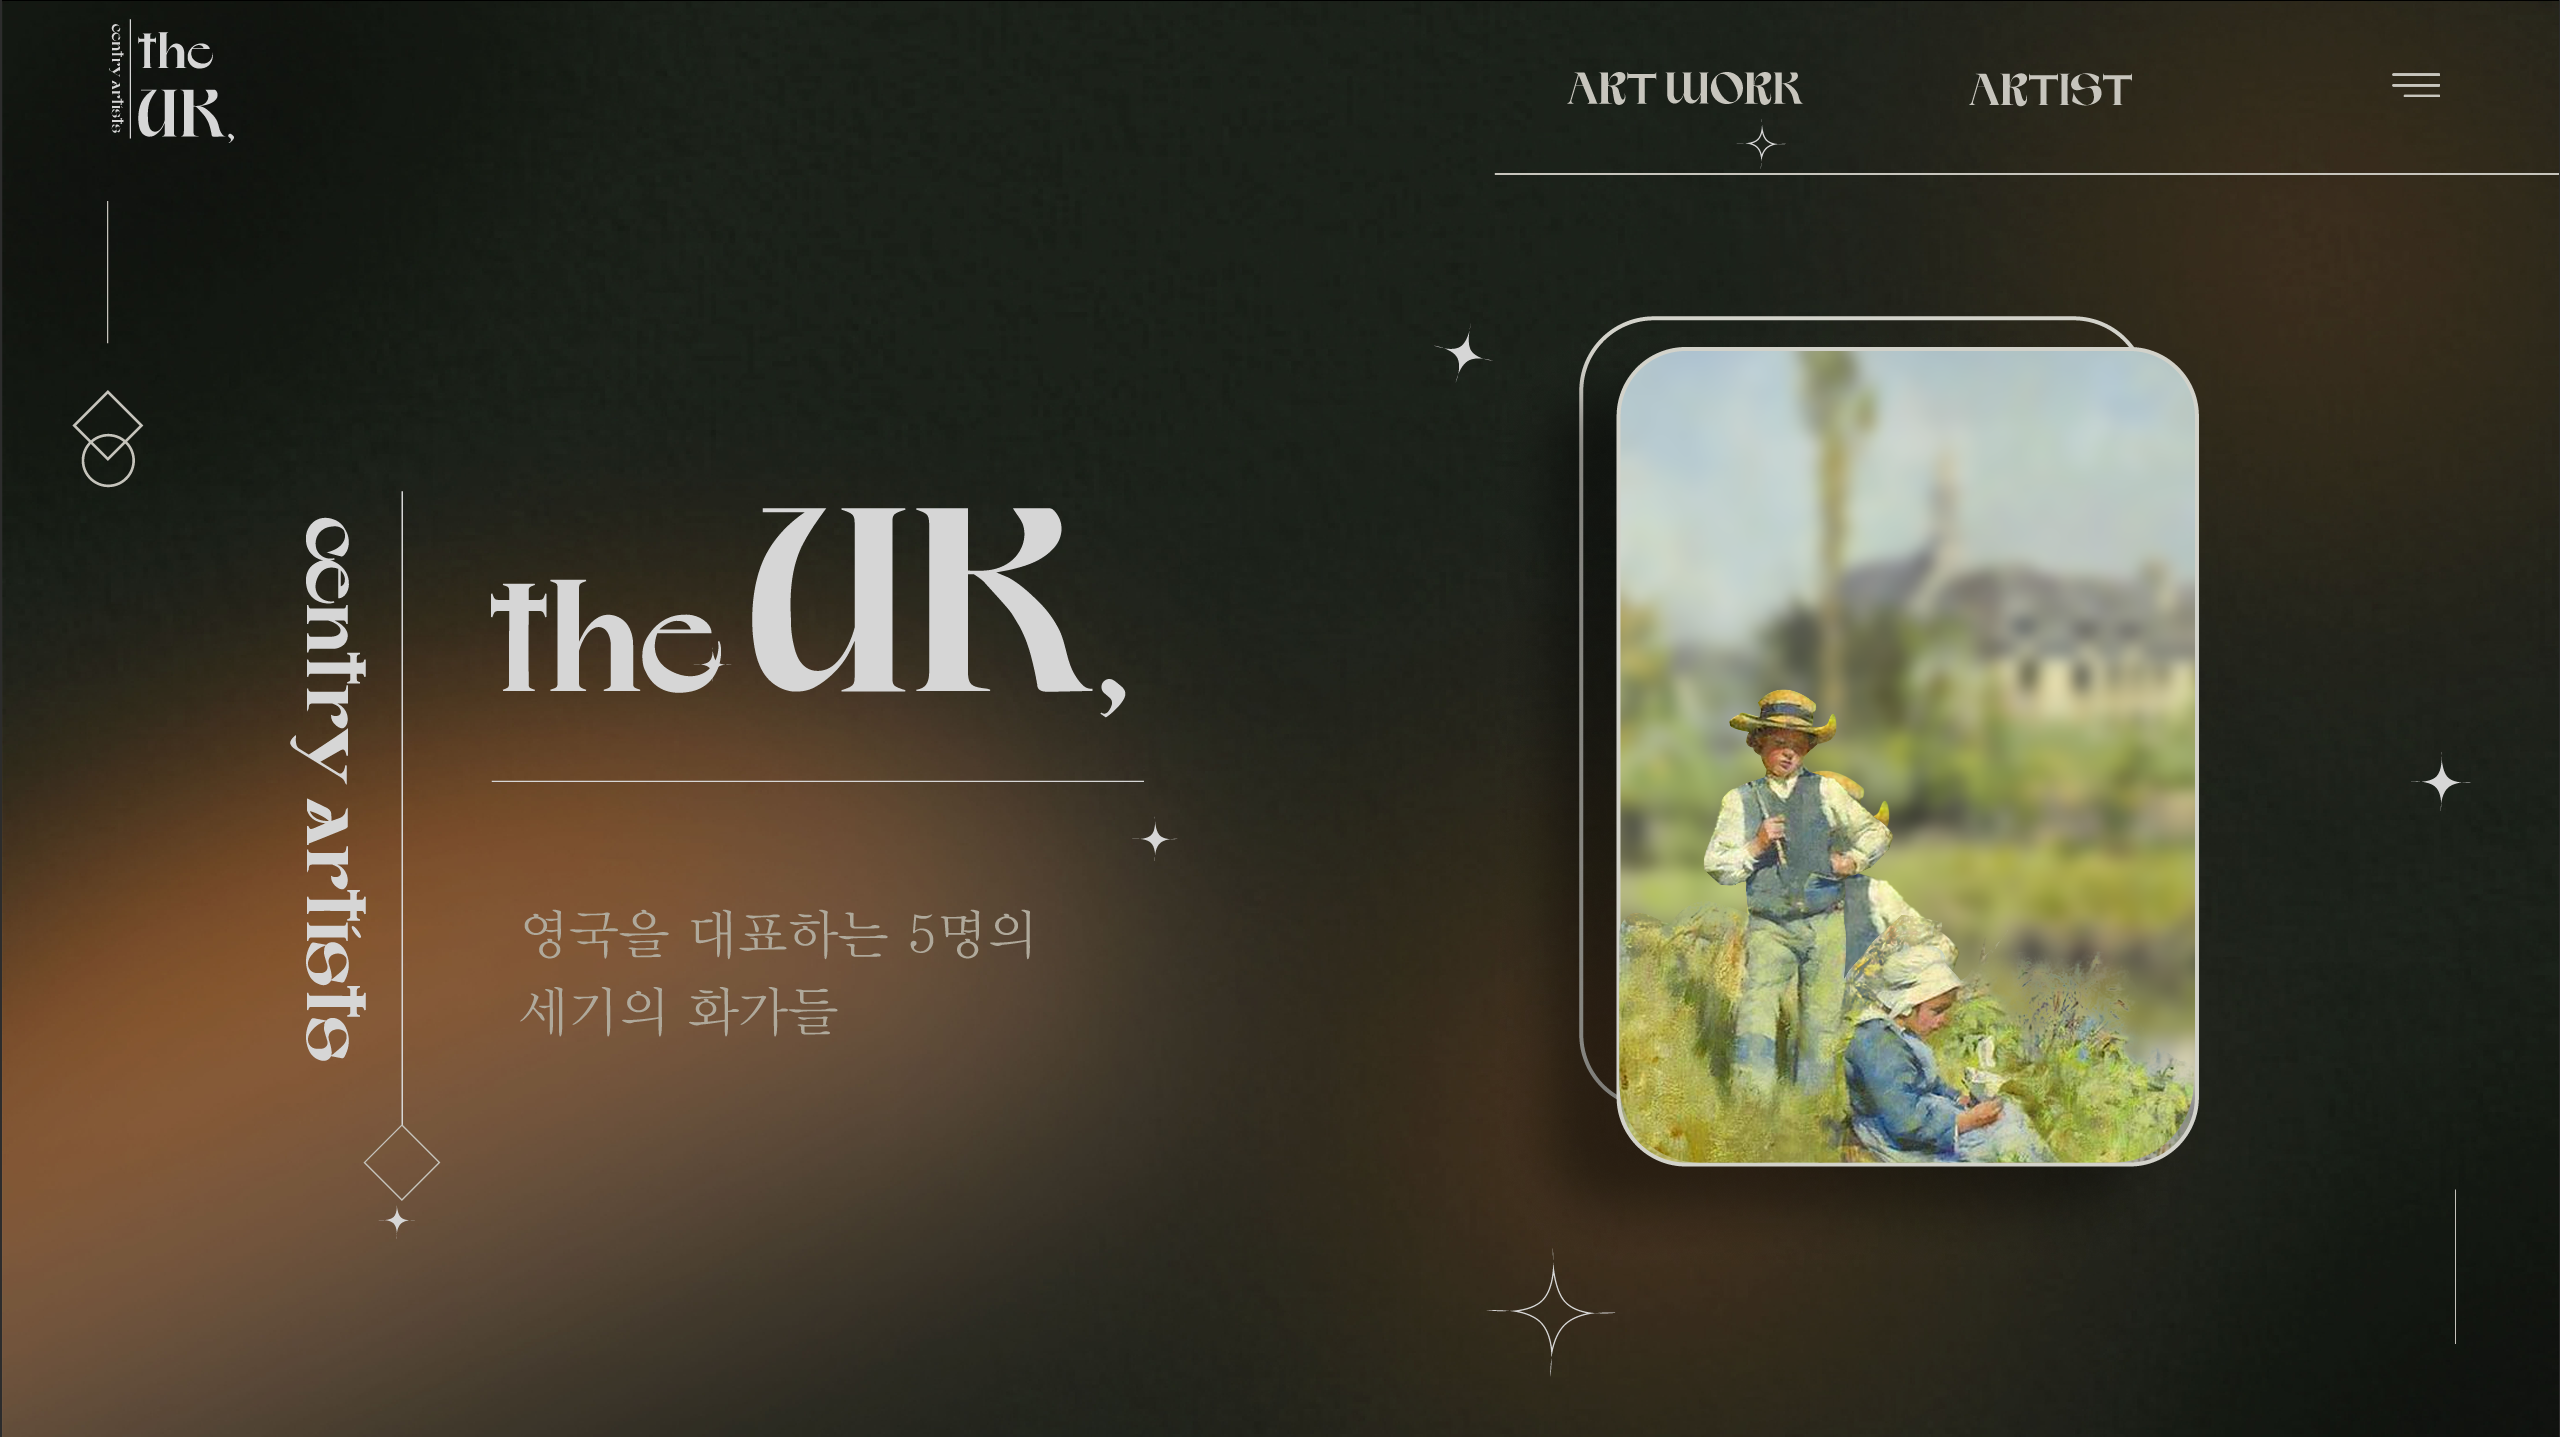 the
UK,
centry Artists
ART WORK
ARTIST
centry Artists
the UK,
영국을 대표하는 5명의
세기의 화가들